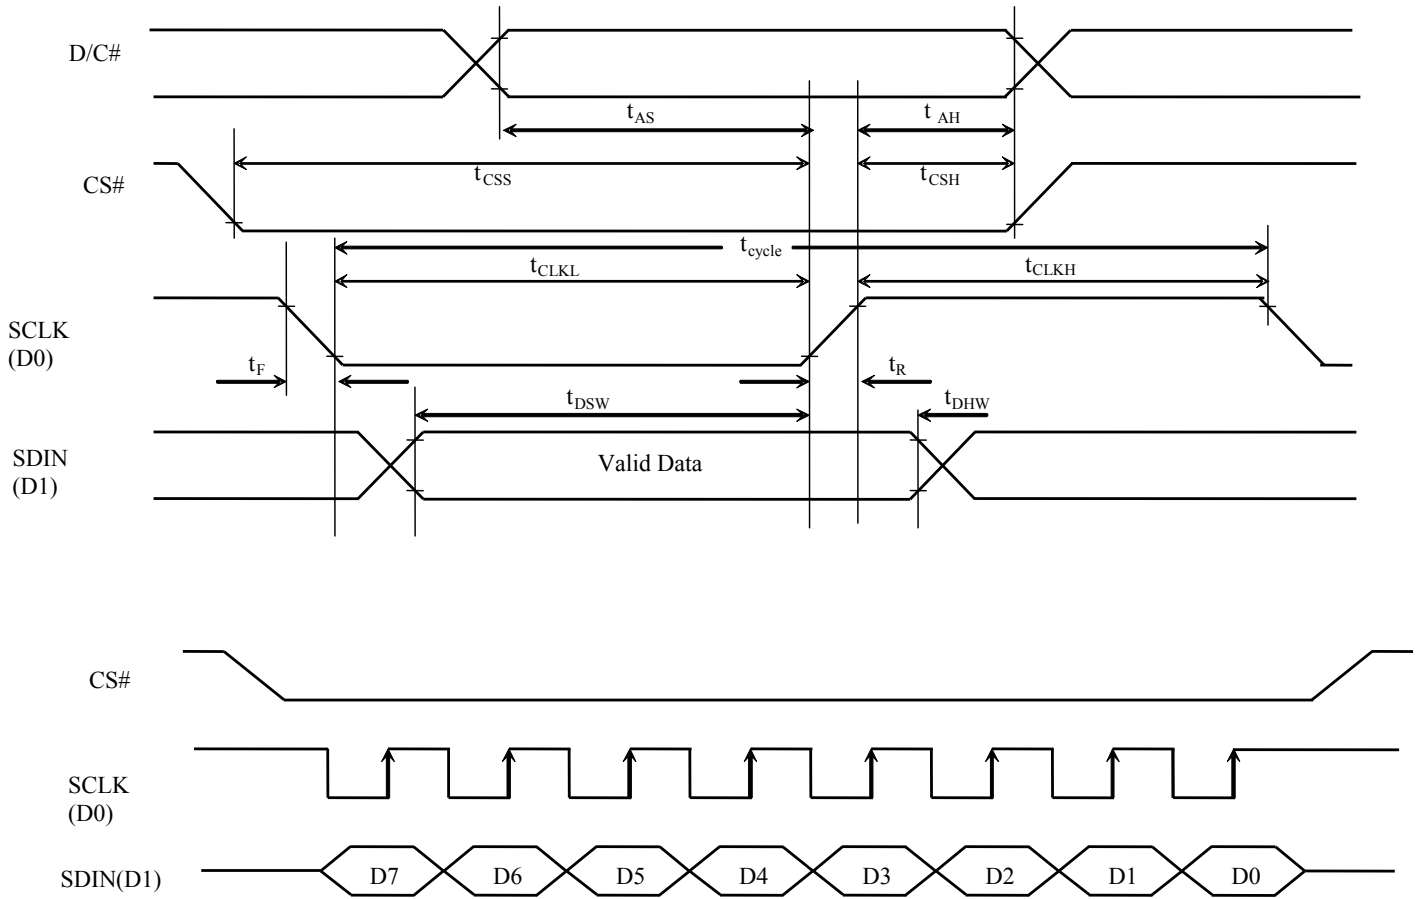 D/C#
tAS
t AH
CS#
tCSS
tCSH
tcycle
tCLKL
tCLKH
SCLK
(D0)
tF
tR
tDSW
tDHW
SDIN
(D1)
Valid Data
CS#
SCLK
(D0)
SDIN(D1)
D7 D6 D5 D4 D3 D2 D1 D0